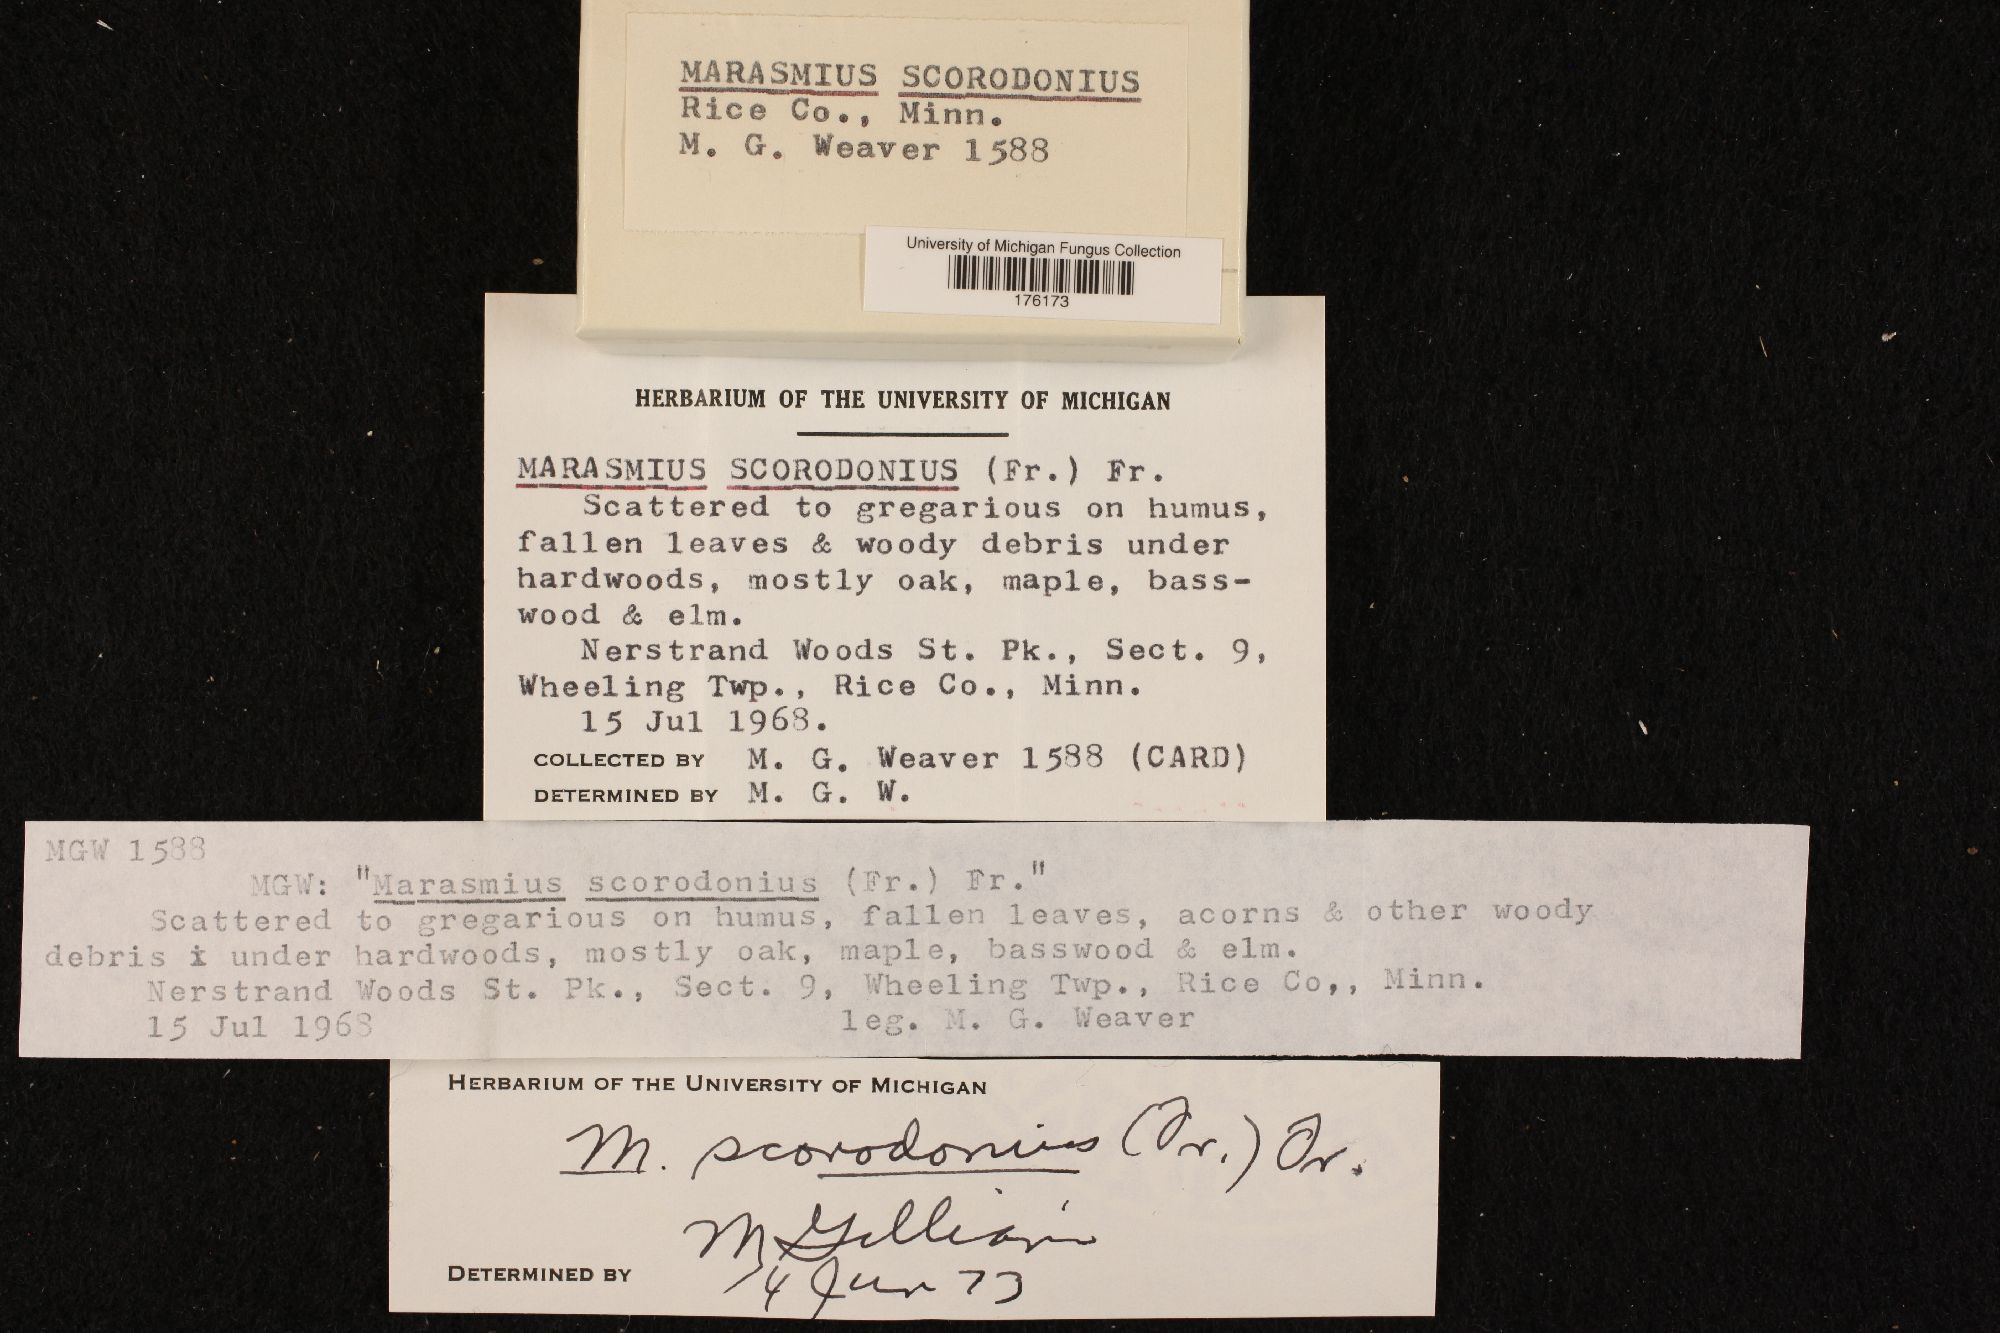 MARASMIUS SCORODONIUS
Rice Co., Minn.
M. G. Weaver 1588
University of Michigan Fungus Collection
176173
HERBARIUM OF THE UNIVERSITY OF MICHIGAN
MARASMIUS SCORODONIUS (Fr.) Fr.
Scattered to gregarious on humus,
fallen leaves & woody debris under
hardwoods, mostly oak, maple, bass-
wood & elm.
Nerstrand Woods St. Pk., Sect. 9,
Wheeling Twp., Rice Co., Minn.
15 Jul 1968.
COLLECTED BY M. G. Weaver 1588 (CARD)
DETERMINED BY M. G. W.
MGW 1588
MGW: "Marasmius scorodonius (Fr.) Fr."
Scattered to gregarious on humus, fallen leaves, acorns & other woody
debris i under hardwoods, mostly oak, maple, basswood & elm.
Nerstrand Woods St. Pk., Sect. 9, Wheeling Twp., Rice Co,, Minn.
15 Jul 1968 leg. M. G. Weaver
HERBARIUM OF THE UNIVERSITY OF MICHIGAN
M. scorodonius (Fr.) Fr.
M Gilliam
DETERMINED BY 14 Jun 73